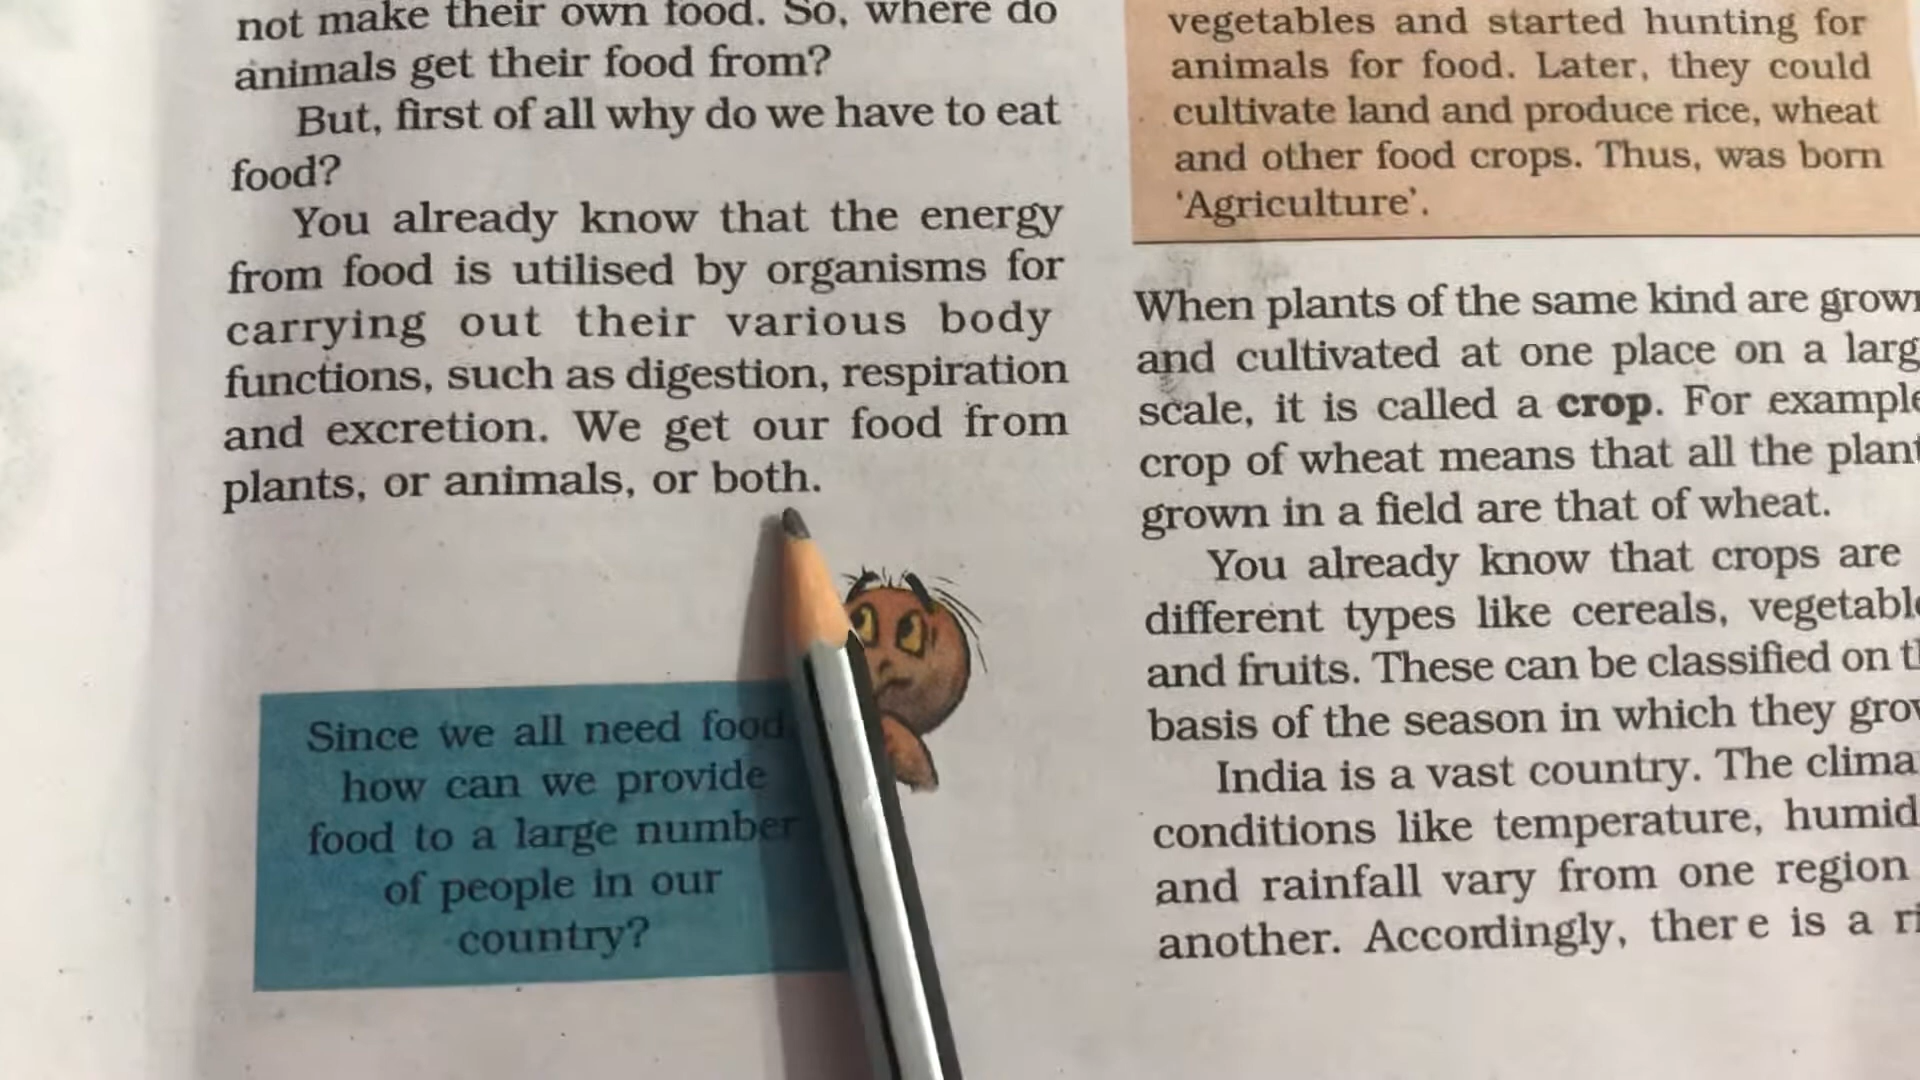 not make their own food. So, where do
animals get their food from?
But, first of all why do we have to eat
food?
You already know that the energy
from food is utilised by organisms for
carrying out their various body
functions, such as digestion, respiration
and excretion. We get our food from
plants, or animals, or both.
Since we all need food,
how can we provide
food to a large number
of people in our
country?
vegetables and started hunting for
animals for food. Later, they could
cultivate land and produce rice, wheat
and other food crops. Thus, was born
‘Agriculture’.
When plants of the same kind are
and cultivated at one place on a
scale, it is called a crop. For
crop of wheat means that all the
grown in a field are that of wheat.
You already know that crops are
different types like cereals,
and fruits. These can be classified on
basis of the season in which they
India is a vast country. The
conditions like temperature,
and rainfall vary from one region
another. Accordingly, there is a